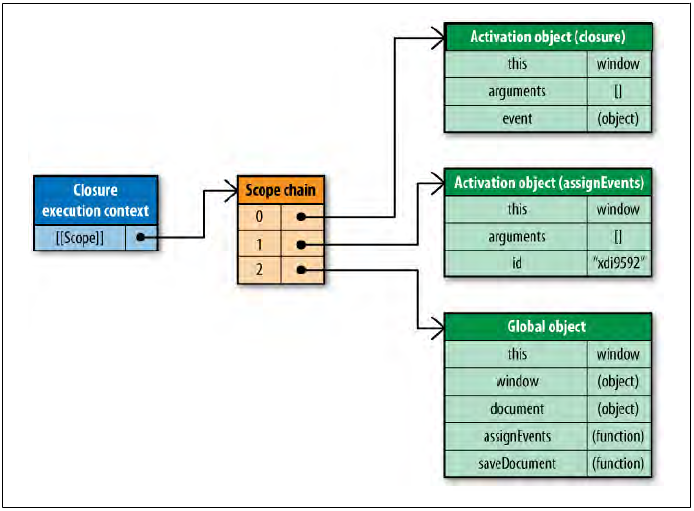 Closure
execution context
[[Scope]]
Scope chain
0
1
2
Activation object (closure)
this window
arguments []
event (object)
Activation object (assignEvents)
this window
arguments []
id "xdi9592"
Global object
this window
window (object)
document (object)
assignEvents (function)
saveDocument (function)